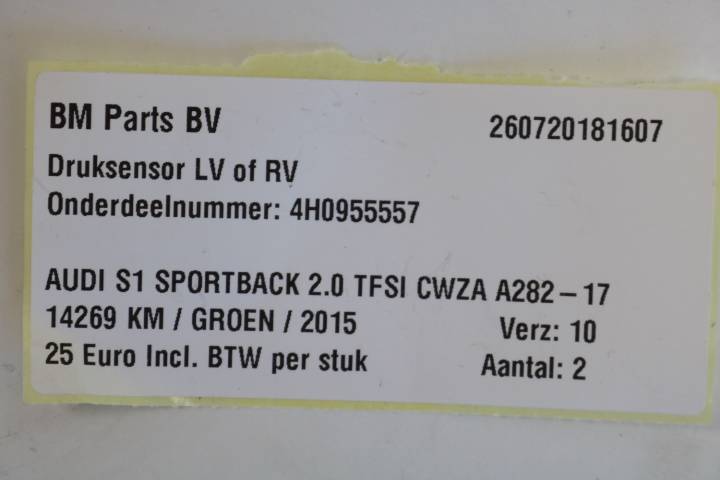 BM Parts BV 260720181607
Druksensor LV of RV
Onderdeelnummer: 4H0955557
AUDI S1 SPORTBACK 2.0 TFSI CWZA A282-17
14269 KM / GROEN / 2015 Verz: 10
25 Euro Incl. BTW per stuk Aantal: 2